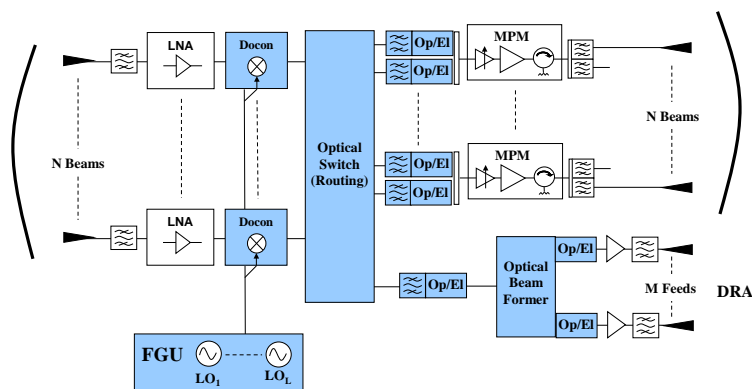 LNA
Docon
N Beams
LNA
Docon
FGU
LO1
LOL
Optical
Switch
(Routing)
Op/El
Op/El
MPM
Op/El
Op/El
MPM
N Beams
Op/El
Optical
Beam
Former
Op/El
Op/El
M Feeds
DRA